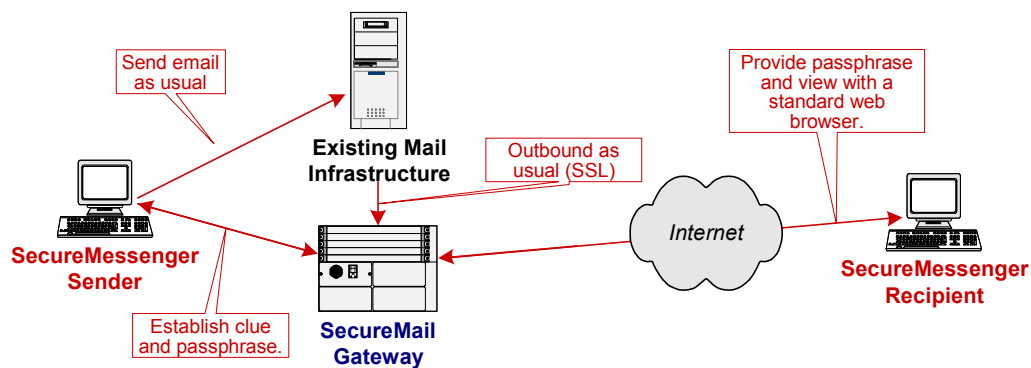 Send email
as usual
Existing Mail
Infrastructure
Outbound as
usual (SSL)
Provide passphrase
and view with a
standard web
browser.
SecureMessenger
Sender
Internet
SecureMessenger
Recipient
Establish clue
and passphrase.
SecureMail
Gateway